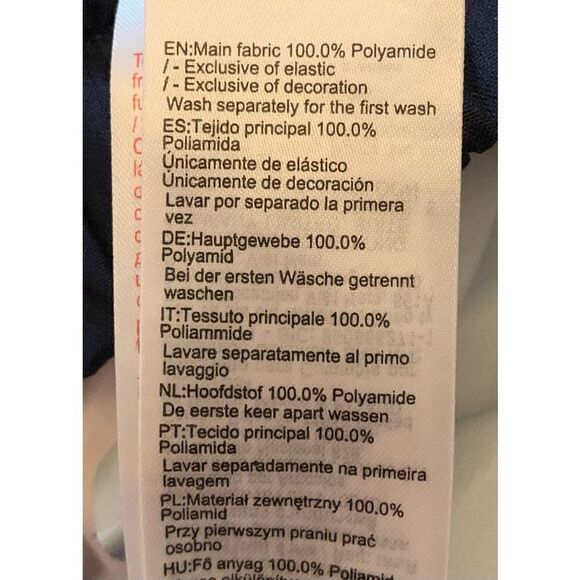 EN:Main fabric 100.0% Polyamide
/ - Exclusive of elastic
/ - Exclusive of decoration
Wash separately for the first wash
ES:Tejido principal 100.0%
Poliamida
Únicamente de elástico
Únicamente de decoración
Lavar por separado la primera
vez
DE:Hauptgewebe 100.0%
Polyamid
Bei der ersten Wäsche getrennt
waschen
IT:Tessuto principale 100.0%
Poliammide
Lavare separatamente al primo
lavaggio
NL:Hoofdstof 100.0% Polyamide
De eerste keer apart wassen
PT:Tecido principal 100.0%
Poliamida
Lavar separadamente na primeira
lavagem
PL:Materiał zewnętrzny 100.0%
Poliamid
Przy pierwszym praniu prać
osobno
HU:Fő anyag 100.0% Poliamid